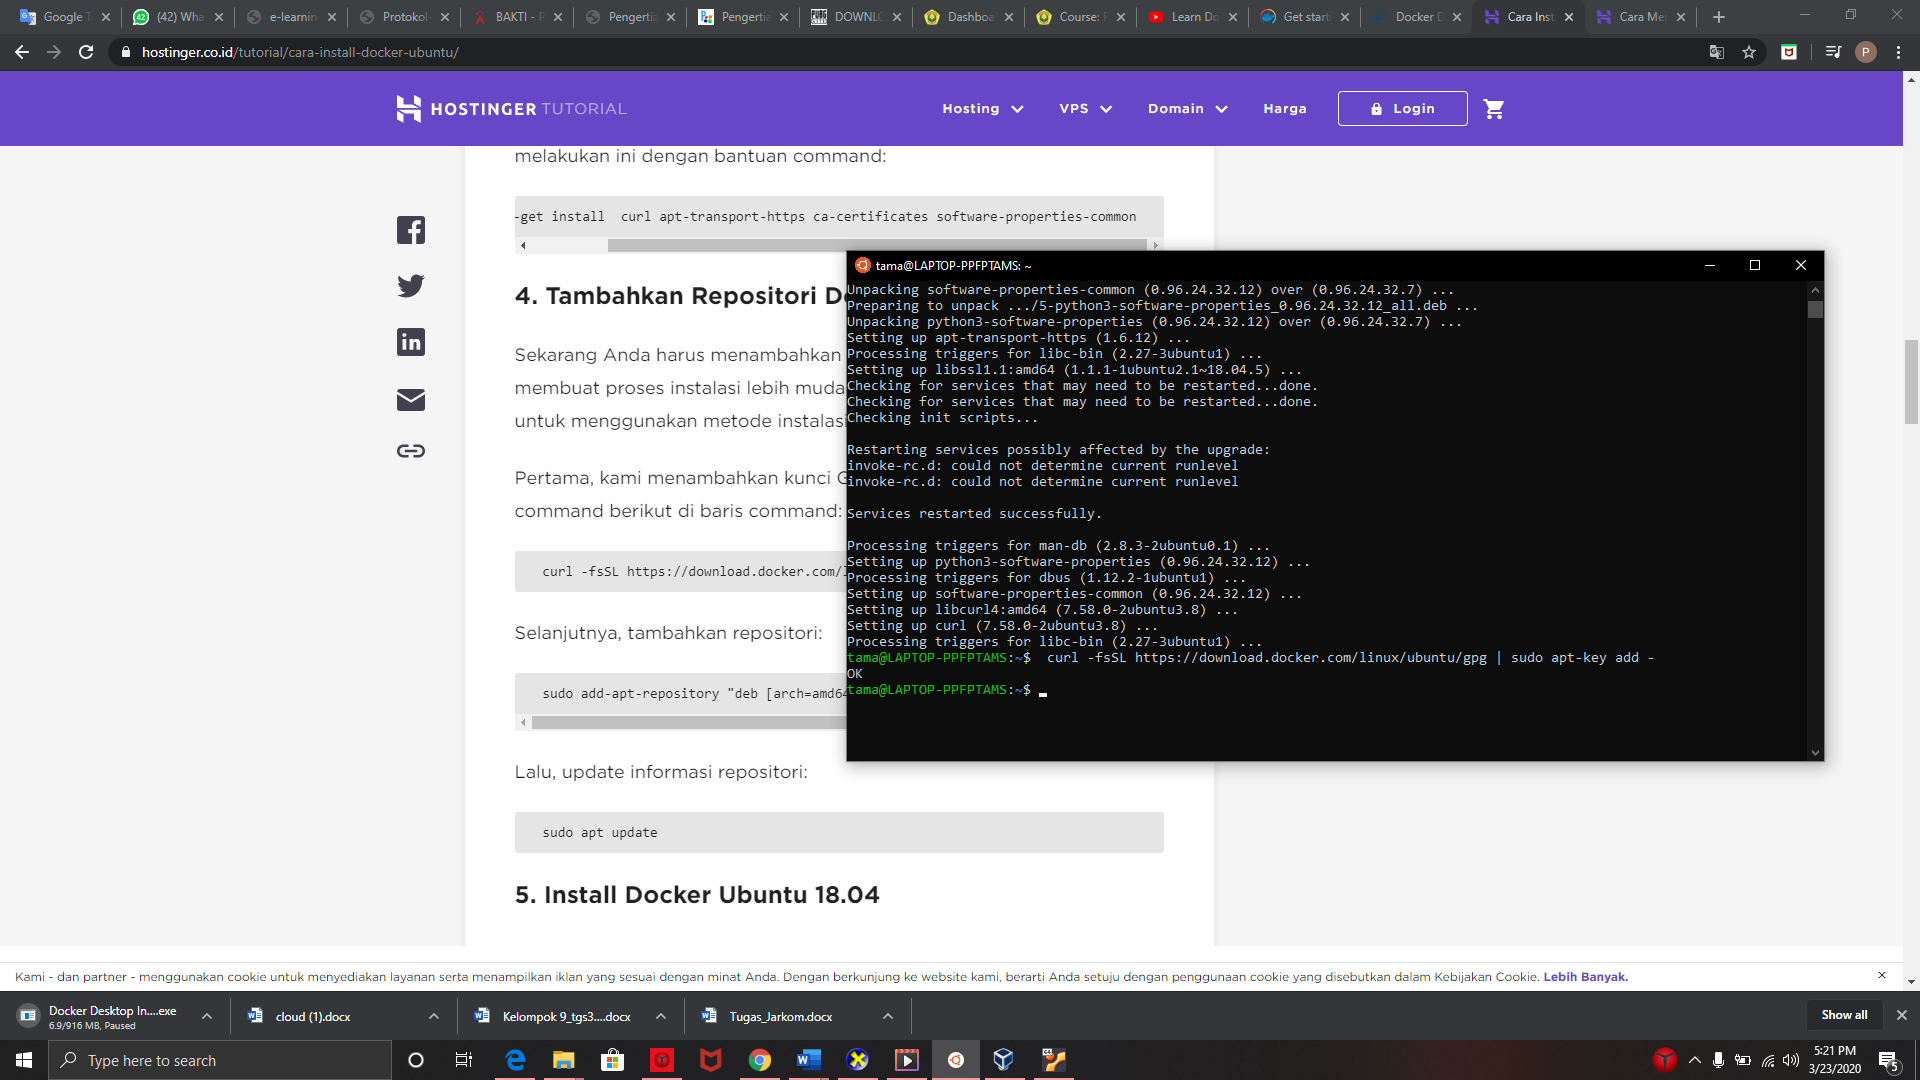 Google T
(42) Wha
e-learnin
Protokol-
BAKTI - P
Pengertia
Pengertia
DOWNLO
Dashboa
Course: P
Learn Do
Get starte
Docker D
Cara Inst
Cara Me
hostinger.co.id/tutorial/cara-install-docker-ubuntu/
P
HOSTINGER TUTORIAL
Hosting
VPS
Domain
Harga
Login
melakukan ini dengan bantuan command:
-get install  curl apt-transport-https ca-certificates software-properties-common
4. Tambahkan Repositori D
Sekarang Anda harus menambahkan
membuat proses instalasi lebih muda
untuk menggunakan metode instalasi
Pertama, kami menambahkan kunci G
command berikut di baris command:
curl -fsSL https://download.docker.com/l
Selanjutnya, tambahkan repositori:
sudo add-apt-repository "deb [arch=amd64
Lalu, update informasi repositori:
sudo apt update
5. Install Docker Ubuntu 18.04
tama@LAPTOP-PPFPTAMS: ~
Unpacking software-properties-common (0.96.24.32.12) over (0.96.24.32.7) ...
Preparing to unpack .../5-python3-software-properties_0.96.24.32.12_all.deb ...
Unpacking python3-software-properties (0.96.24.32.12) over (0.96.24.32.7) ...
Setting up apt-transport-https (1.6.12) ...
Processing triggers for libc-bin (2.27-3ubuntu1) ...
Setting up libssl1.1:amd64 (1.1.1-1ubuntu2.1~18.04.5) ...
Checking for services that may need to be restarted...done.
Checking for services that may need to be restarted...done.
Checking init scripts...
Restarting services possibly affected by the upgrade:
invoke-rc.d: could not determine current runlevel
invoke-rc.d: could not determine current runlevel
Services restarted successfully.
Processing triggers for man-db (2.8.3-2ubuntu0.1) ...
Setting up python3-software-properties (0.96.24.32.12) ...
Processing triggers for dbus (1.12.2-1ubuntu1) ...
Setting up software-properties-common (0.96.24.32.12) ...
Setting up libcurl4:amd64 (7.58.0-2ubuntu3.8) ...
Setting up curl (7.58.0-2ubuntu3.8) ...
Processing triggers for libc-bin (2.27-3ubuntu1) ...
tama@LAPTOP-PPFPTAMS:~$  curl -fsSL https://download.docker.com/linux/ubuntu/gpg | sudo apt-key add -
OK
tama@LAPTOP-PPFPTAMS:~$
Kami - dan partner - menggunakan cookie untuk menyediakan layanan serta menampilkan iklan yang sesuai dengan minat Anda. Dengan berkunjung ke website kami, berarti Anda setuju dengan penggunaan cookie yang disebutkan dalam Kebijakan Cookie. Lebih Banyak.
Docker Desktop In....exe
6.9/916 MB, Paused
cloud (1).docx
Kelompok 9_tgs3....docx
Tugas_Jarkom.docx
Show all
Type here to search
5:21 PM
3/23/2020
5